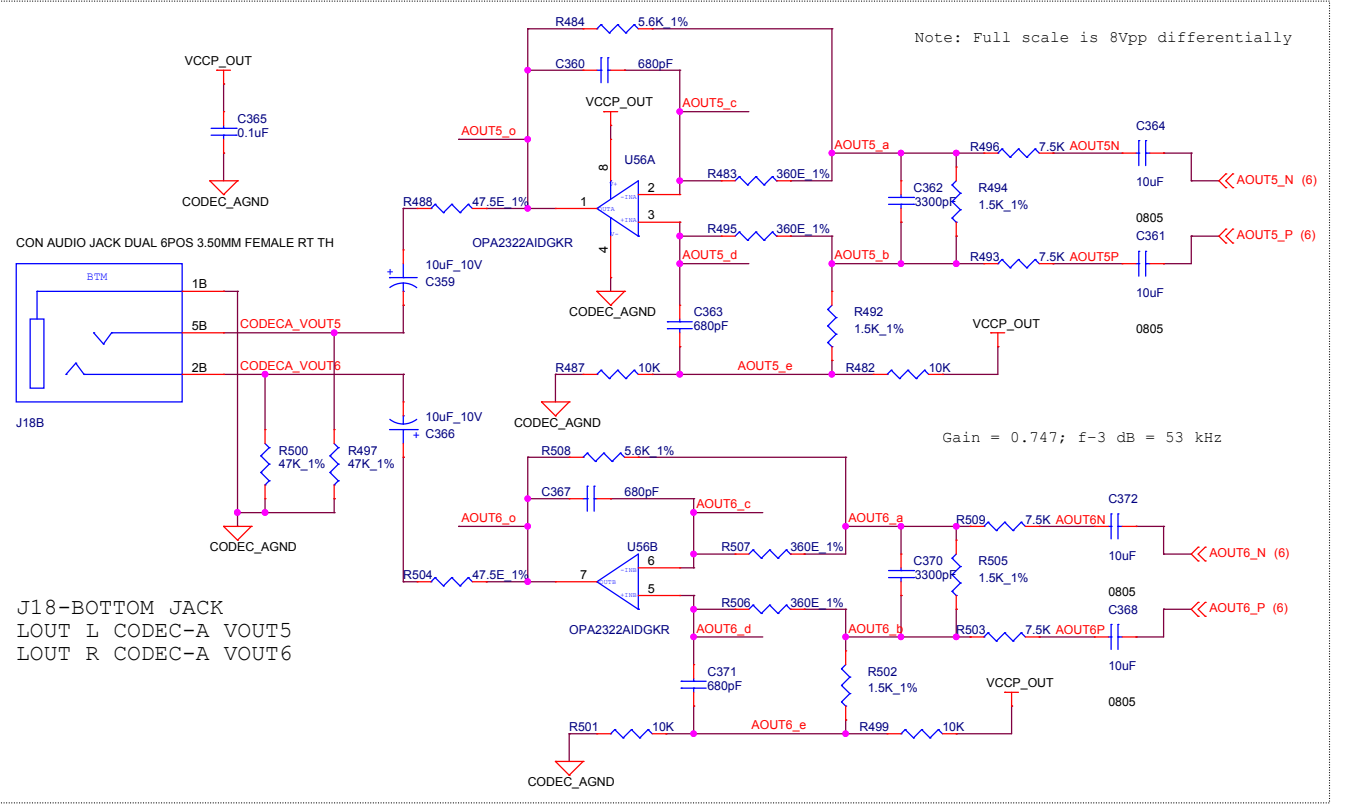 R484 5.6K_1%
Note: Full scale is 8Vpp differentially
VCCP_OUT
C360 680pF
VCCP_OUT
AOUT5_c
C365
0.1uF
AOUT5_o
C364
AOUT5_a
R496 7.5K AOUT5N
U56A
8
V+
R483 360E_1%
10uF
AOUT5_N (6)
CODEC_AGND
C362
3300pF
R494
1.5K_1%
2
-INA
R488 47.5E_1%
1
OUTA
3
+INA
0805
C361
R495 360E_1%
AOUT5_P (6)
CON AUDIO JACK DUAL 6POS 3.50MM FEMALE RT TH
OPA2322AIDGKR
4
V-
AOUT5_d
AOUT5_b
R493 7.5K AOUT5P
BTM
+
10uF_10V
C359
1B
10uF
CODEC_AGND
C363
680pF
R492
1.5K_1%
VCCP_OUT
0805
5B
CODECA_VOUT5
2B
CODECA_VOUT6
R487 10K
AOUT5_e
R482 10K
J18B
10uF_10V
+
C366
CODEC_AGND
Gain = 0.747; f-3 dB = 53 kHz
R508 5.6K_1%
R500
47K_1%
R497
47K_1%
C367 680pF
AOUT6_c
C372
AOUT6_o
AOUT6_a
R509 7.5K AOUT6N
CODEC_AGND
U56B
R507 360E_1%
10uF
AOUT6_N (6)
C370
3300pF
R505
1.5K_1%
6
-INB
R504 47.5E_1%
7
OUTB
5
+INB
0805
J18-BOTTOM JACK
R506 360E_1%
C368
AOUT6_P (6)
LOUT L CODEC-A VOUT5
OPA2322AIDGKR
AOUT6_d
AOUT6_b
R503 7.5K AOUT6P
LOUT R CODEC-A VOUT6
10uF
C371
680pF
R502
1.5K_1%
VCCP_OUT
0805
R501 10K
AOUT6_e
R499 10K
CODEC_AGND